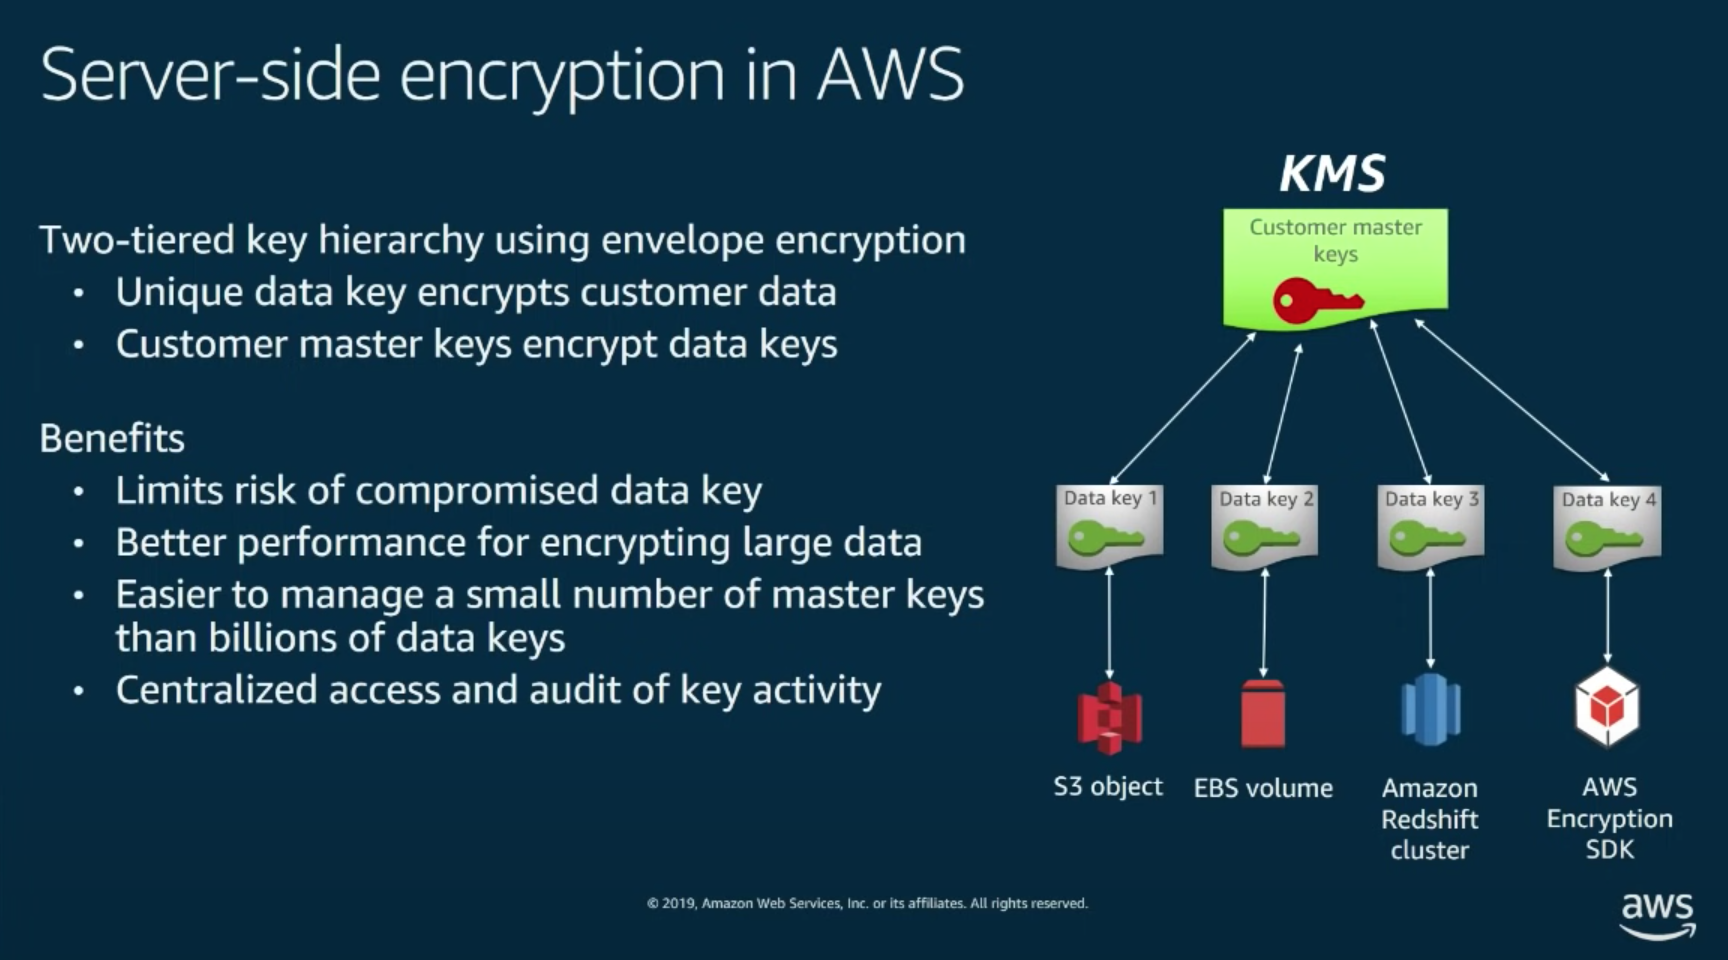 Server-side encryption in AWS
KMS
Customer master
keys
Two-tiered key hierarchy using envelope encryption
• Unique data key encrypts customer data
• Customer master keys encrypt data keys
Benefits
• Limits risk of compromised data key
• Better performance for encrypting large data
• Easier to manage a small number of master keys
than billions of data keys
• Centralized access and audit of key activity
Data key 1
Data key 2
Data key 3
Data key 4
S3 object
EBS volume
Amazon
Redshift
cluster
AWS
Encryption
SDK
© 2019, Amazon Web Services, Inc. or its affiliates. All rights reserved.
aws